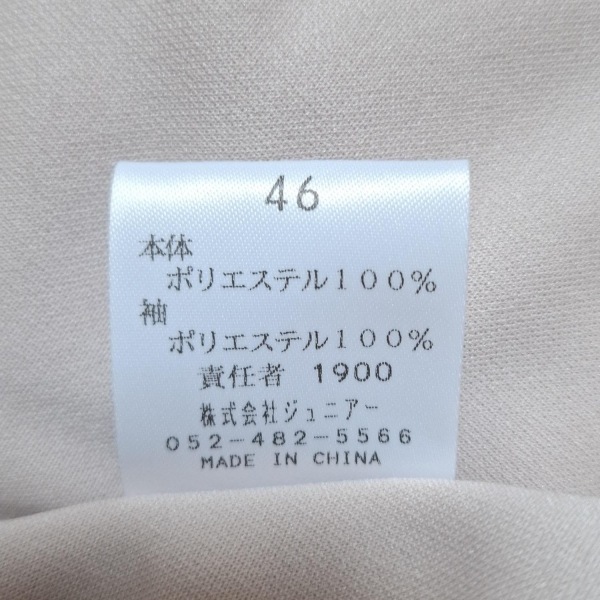 46
本体
ポリエステル１００％
袖
ポリエステル１００％
責任者 1900
株式会社ジュニアー
052-482-5566
MADE IN CHINA